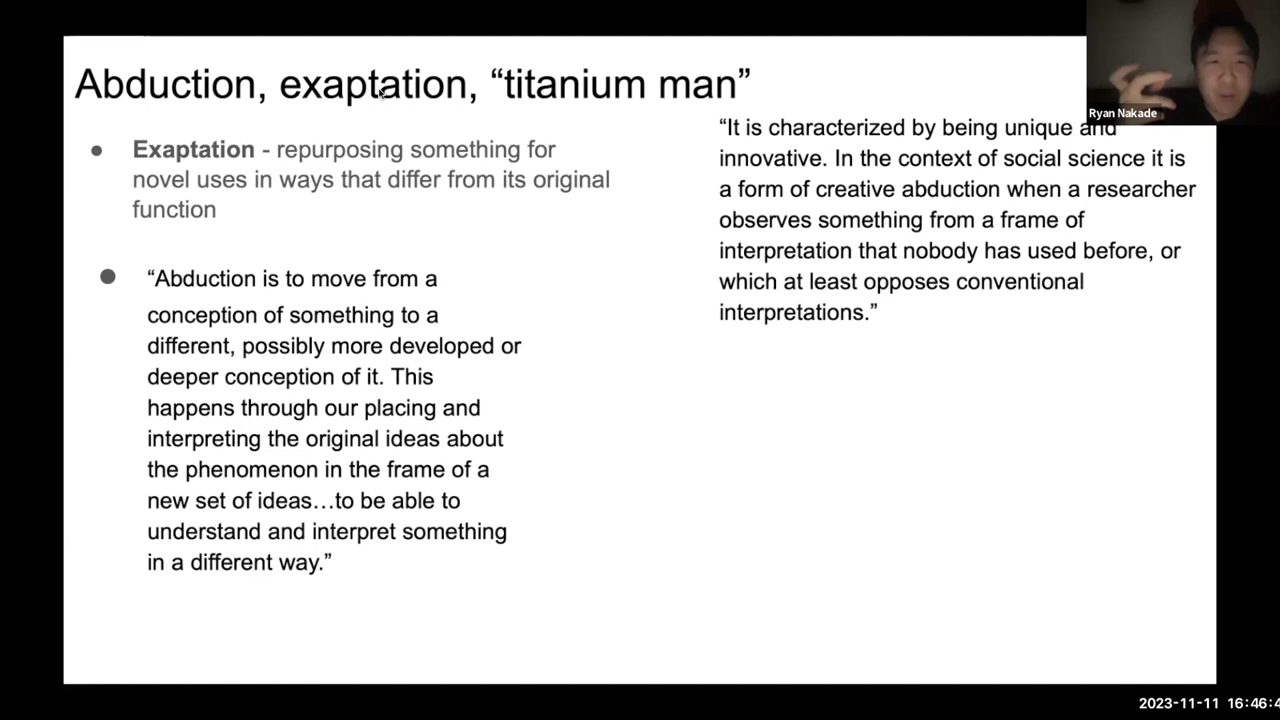 Abduction, exaptation, “titanium man”
Ryan Nakade
● Exaptation - repurposing something for
novel uses in ways that differ from its original
function
● “Abduction is to move from a
conception of something to a
different, possibly more developed or
deeper conception of it. This
happens through our placing and
interpreting the original ideas about
the phenomenon in the frame of a
new set of ideas…to be able to
understand and interpret something
in a different way.”
“It is characterized by being unique and
innovative. In the context of social science it is
a form of creative abduction when a researcher
observes something from a frame of
interpretation that nobody has used before, or
which at least opposes conventional
interpretations.”
2023-11-11 16:46:4